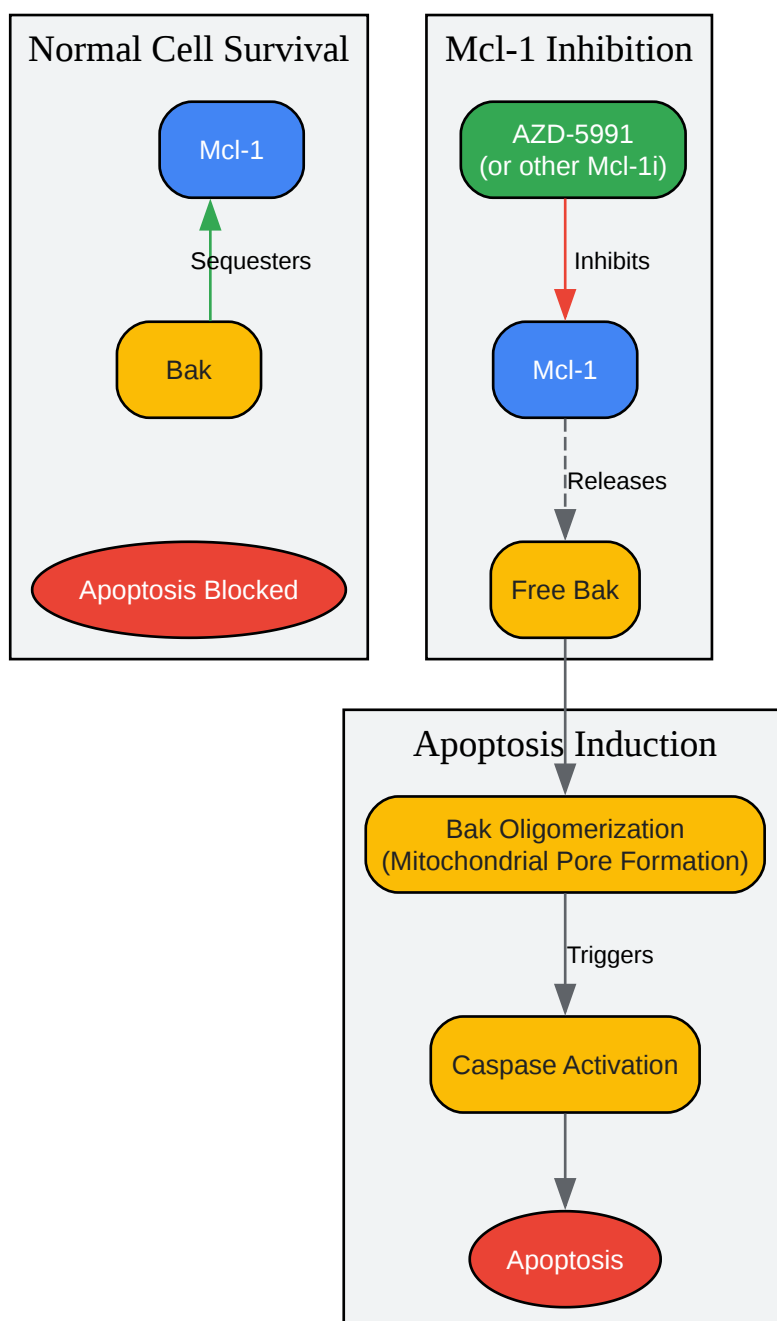 Normal Cell Survival
Mcl-1
Sequesters
Bak
Apoptosis Blocked
Mcl-1 Inhibition
AZD-5991
(or other Mcl-1i)
Inhibits
Mcl-1
Releases
Free Bak
Apoptosis Induction
Bak Oligomerization
(Mitochondrial Pore Formation)
Triggers
Caspase Activation
Apoptosis